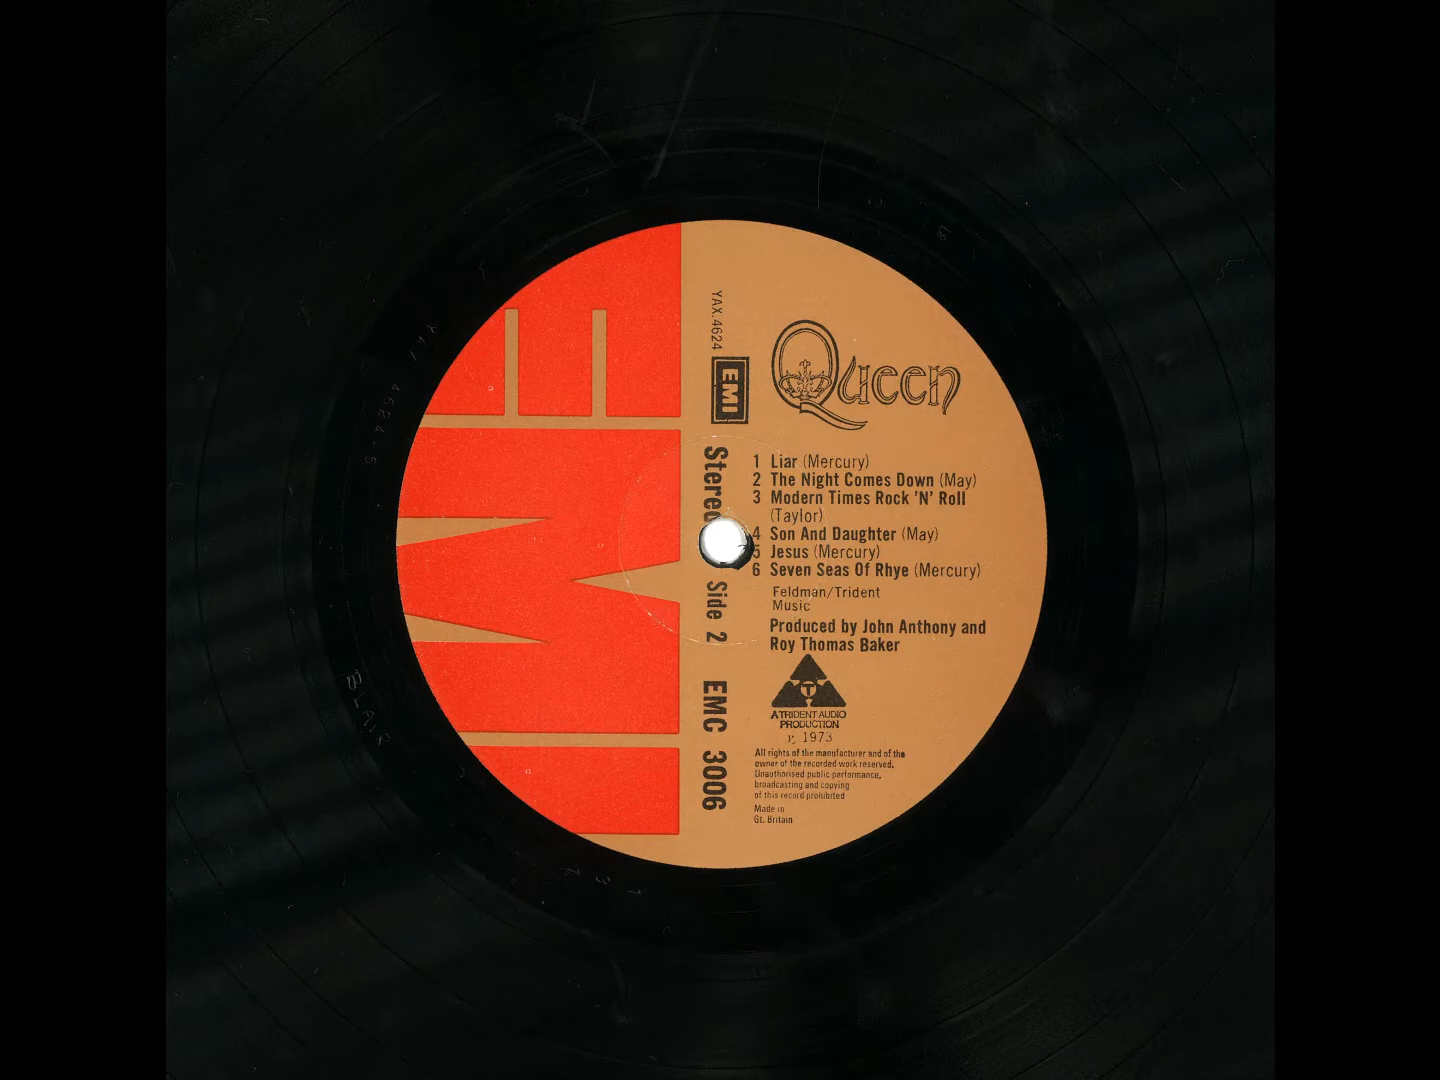 YAX.4624
EMI
Stereo
Side 2
EMC 3006
Queen
1 Liar (Mercury)
2 The Night Comes Down (May)
3 Modern Times Rock 'N' Roll
(Taylor)
4 Son And Daughter (May)
5 Jesus (Mercury)
6 Seven Seas Of Rhye (Mercury)
Feldman/Trident
Music
Produced by John Anthony and
Roy Thomas Baker
T
A TRIDENT AUDIO
PRODUCTION
℗ 1973
All rights of the manufacturer and of the
owner of the recorded work reserved.
Unauthorised public performance,
broadcasting and copying
of this record prohibited
Made in
Gt. Britain
EMI
BLAIR